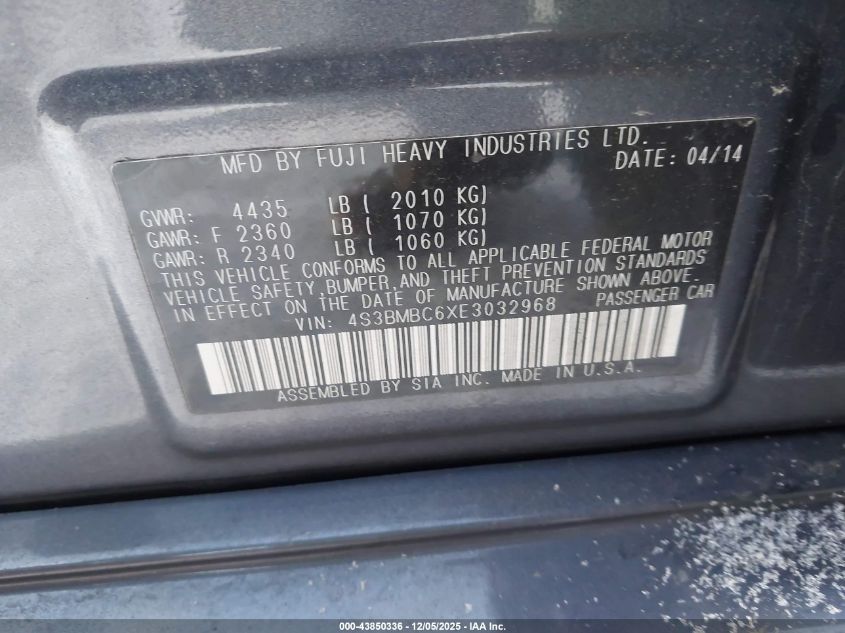 MFD BY FUJI HEAVY INDUSTRIES LTD.
DATE: 04/14
GVWR: 4435 LB ( 2010 KG)
GAWR: F 2360 LB ( 1070 KG)
GAWR: R 2340 LB ( 1060 KG)
THIS VEHICLE CONFORMS TO ALL APPLICABLE FEDERAL MOTOR
VEHICLE SAFETY, BUMPER, AND THEFT PREVENTION STANDARDS
IN EFFECT ON THE DATE OF MANUFACTURE SHOWN ABOVE.
VIN: 4S3BMBC6XE3032968 PASSENGER CAR
ASSEMBLED BY SIA INC. MADE IN U.S.A.
000-43850336 - 12/05/2025 - IAA Inc.